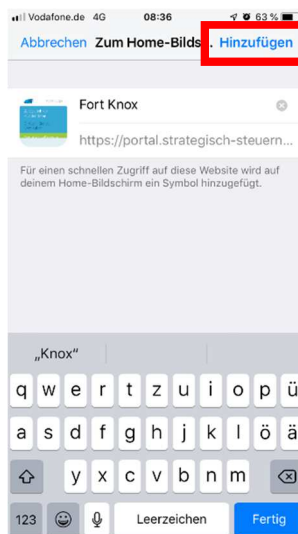 Vodafone.de 4G 08:36 63 %
Abbrechen Zum Home-Bilds... Hinzufügen
Fort Knox
https://portal.strategisch-steuern...
Für einen schnellen Zugriff auf diese Website wird auf
deinem Home-Bildschirm ein Symbol hinzugefügt.
„Knox“
q w e r t z u i o p ü
a s d f g h j k l ö ä
y x c v b n m
123 Leerzeichen Fertig